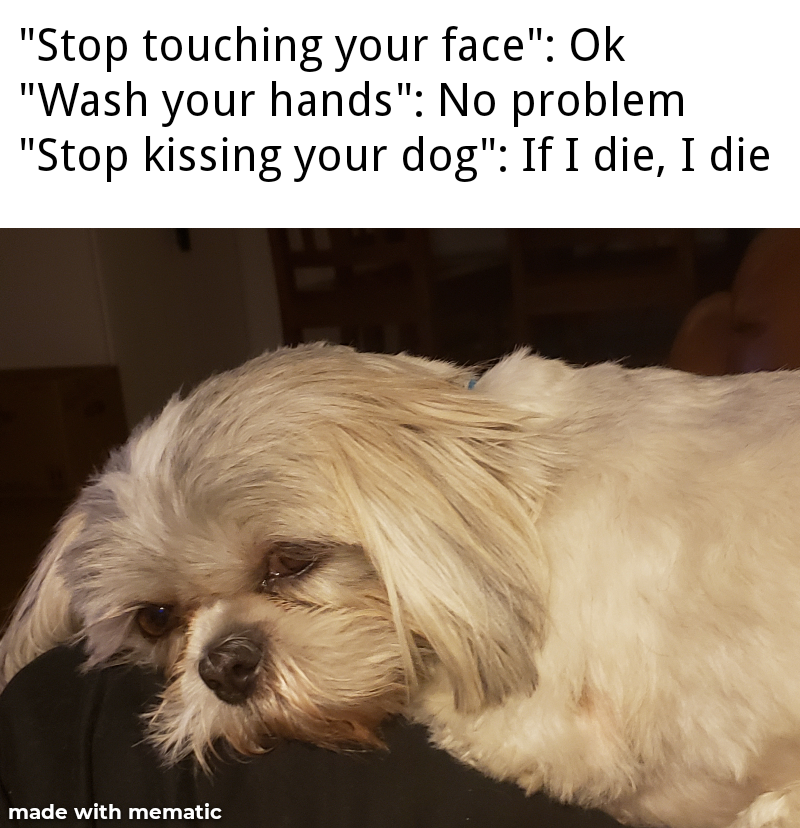 "Stop touching your face": Ok
"Wash your hands": No problem
"Stop kissing your dog": If I die, I die
made with mematic